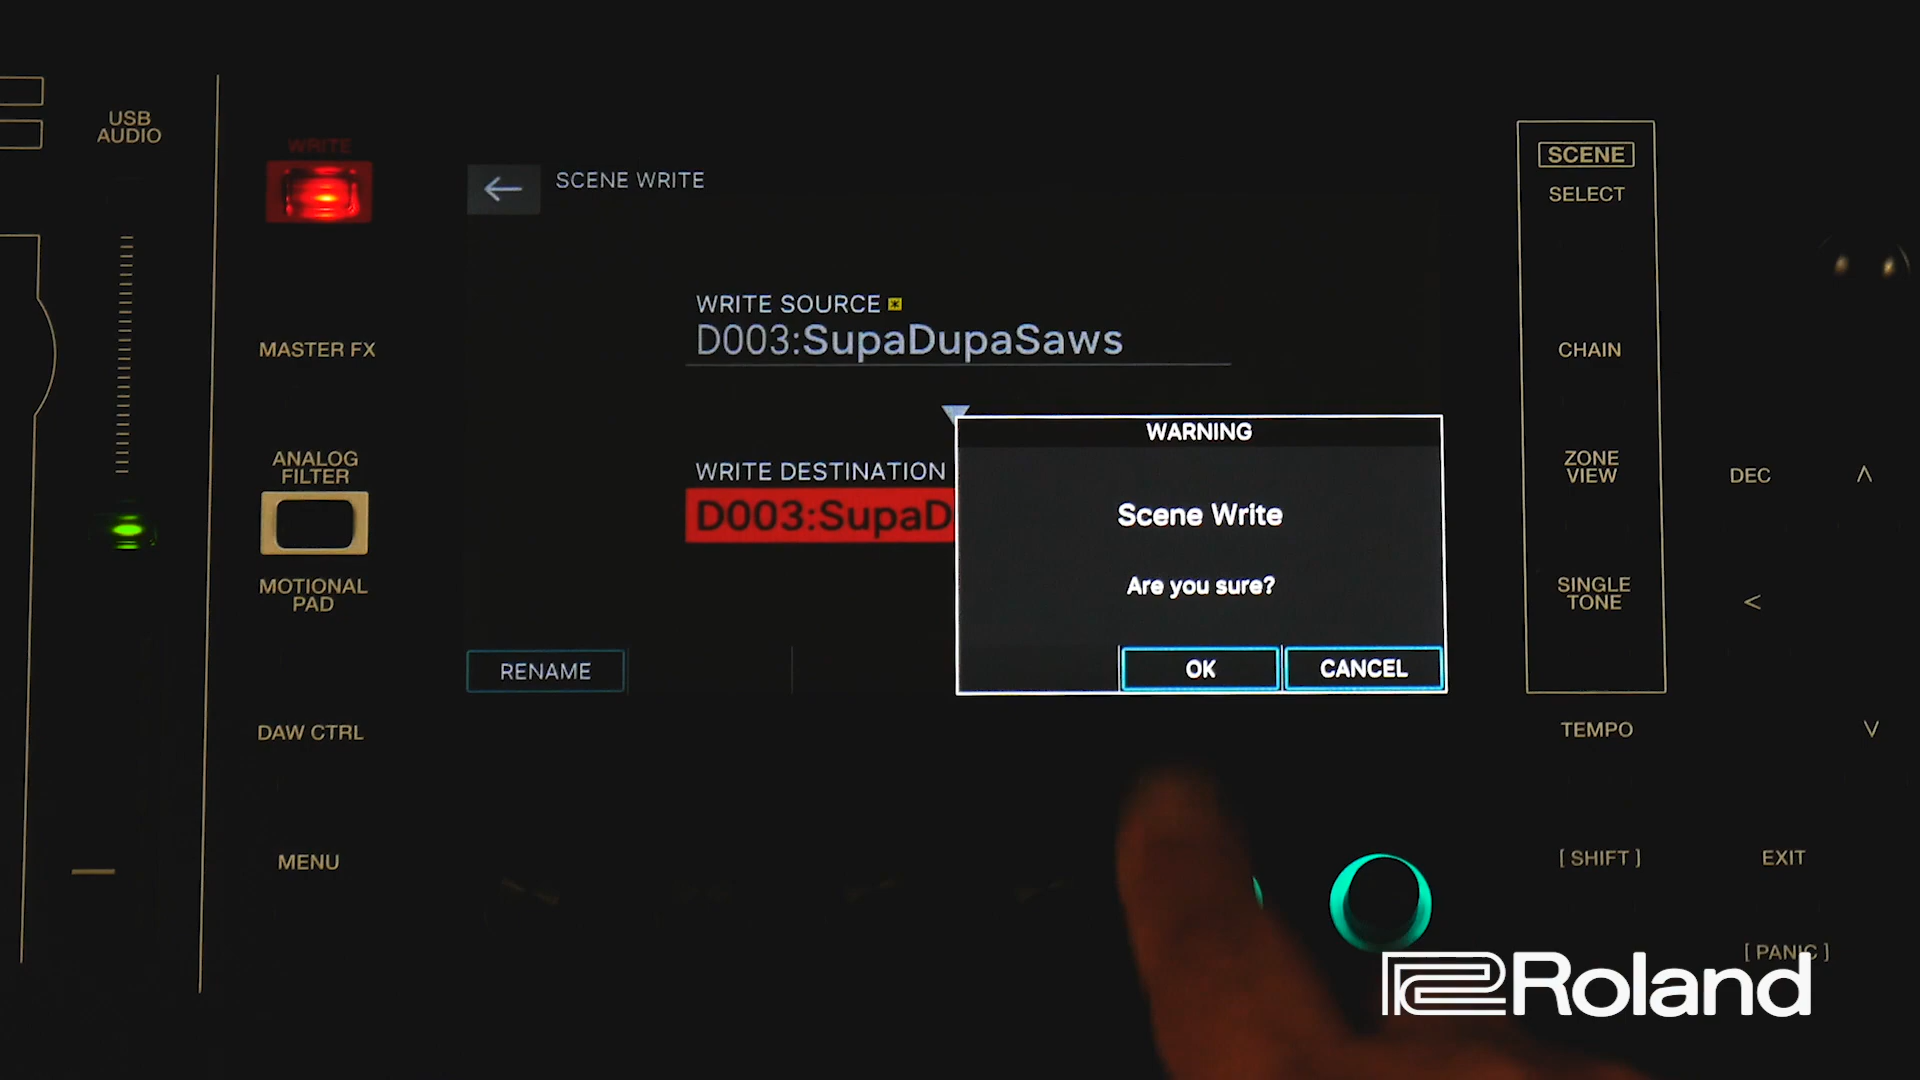 USB
AUDIO
WRITE
MASTER FX
ANALOG
FILTER
MOTIONAL
PAD
DAW CTRL
MENU
SCENE WRITE
WRITE SOURCE
D003:SupaDupaSaws
WRITE DESTINATION
D003:SupaD
RENAME
WARNING
Scene Write
Are you sure?
OK
CANCEL
SCENE
SELECT
CHAIN
ZONE
VIEW
SINGLE
TONE
TEMPO
DEC
[ SHIFT ]
EXIT
[ PANIC ]
Roland